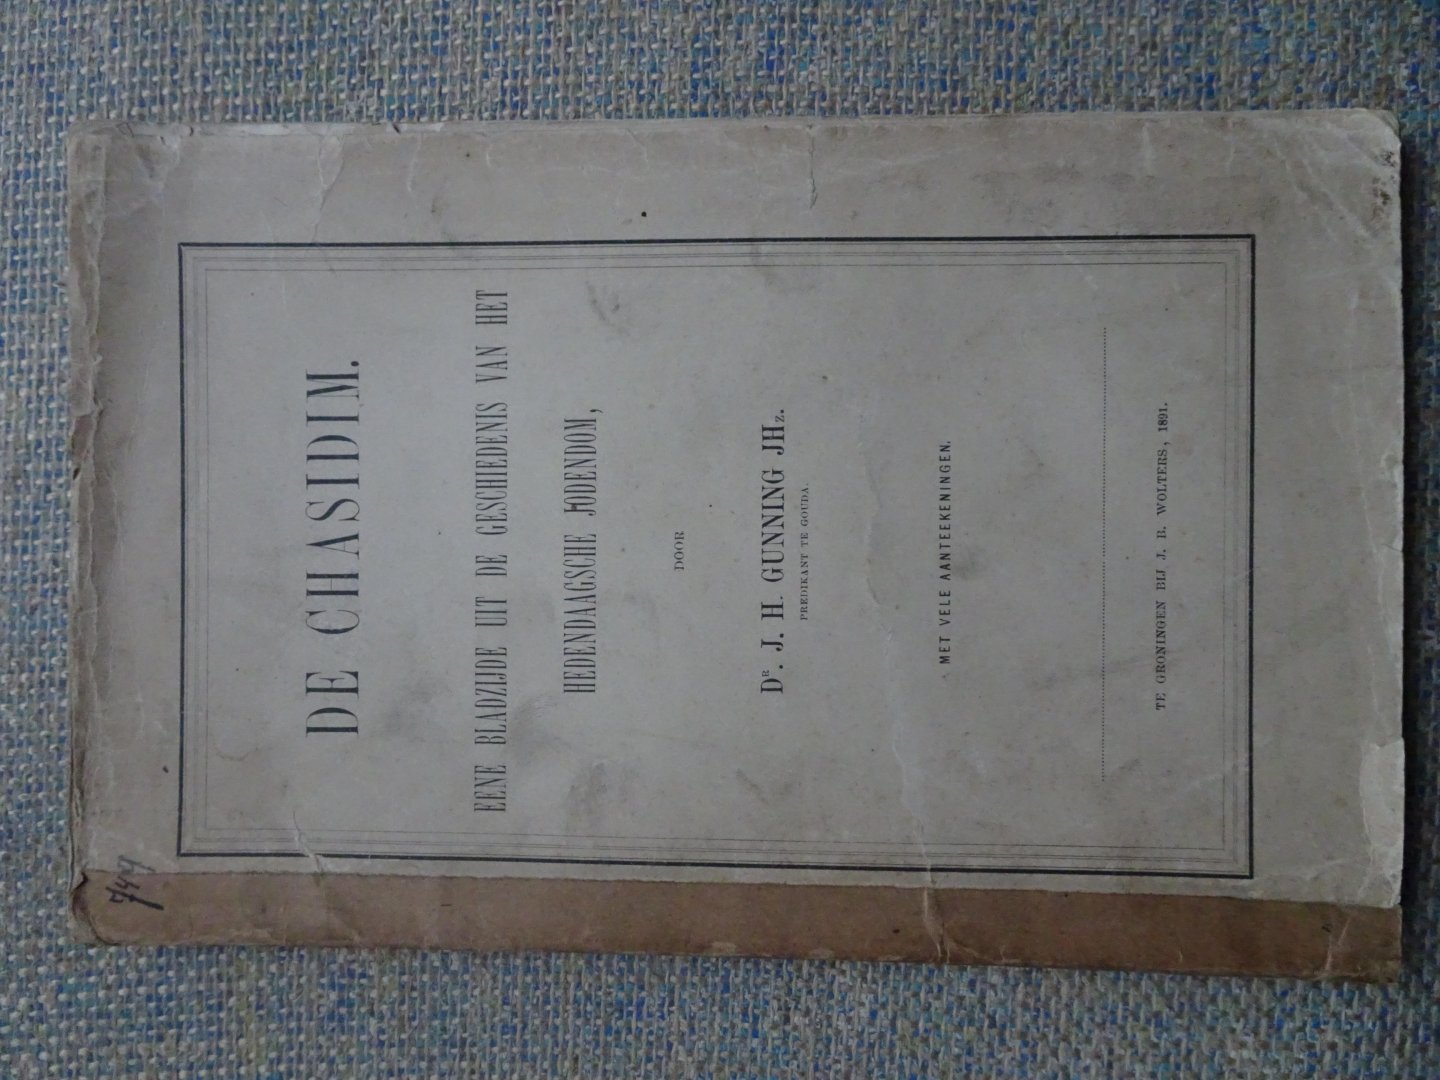 DE CHASIDIM.
EENE BLADZIJDE UIT DE GESCHIEDENIS VAN HET
HEDENDAAGSCHE JODENDOM,
DOOR
Dr. J. H. GUNNING JHz.
PREDIKANT TE GOUDA.
MET VELE AANTEEKENINGEN.
TE GRONINGEN BIJ J. B. WOLTERS, 1891.